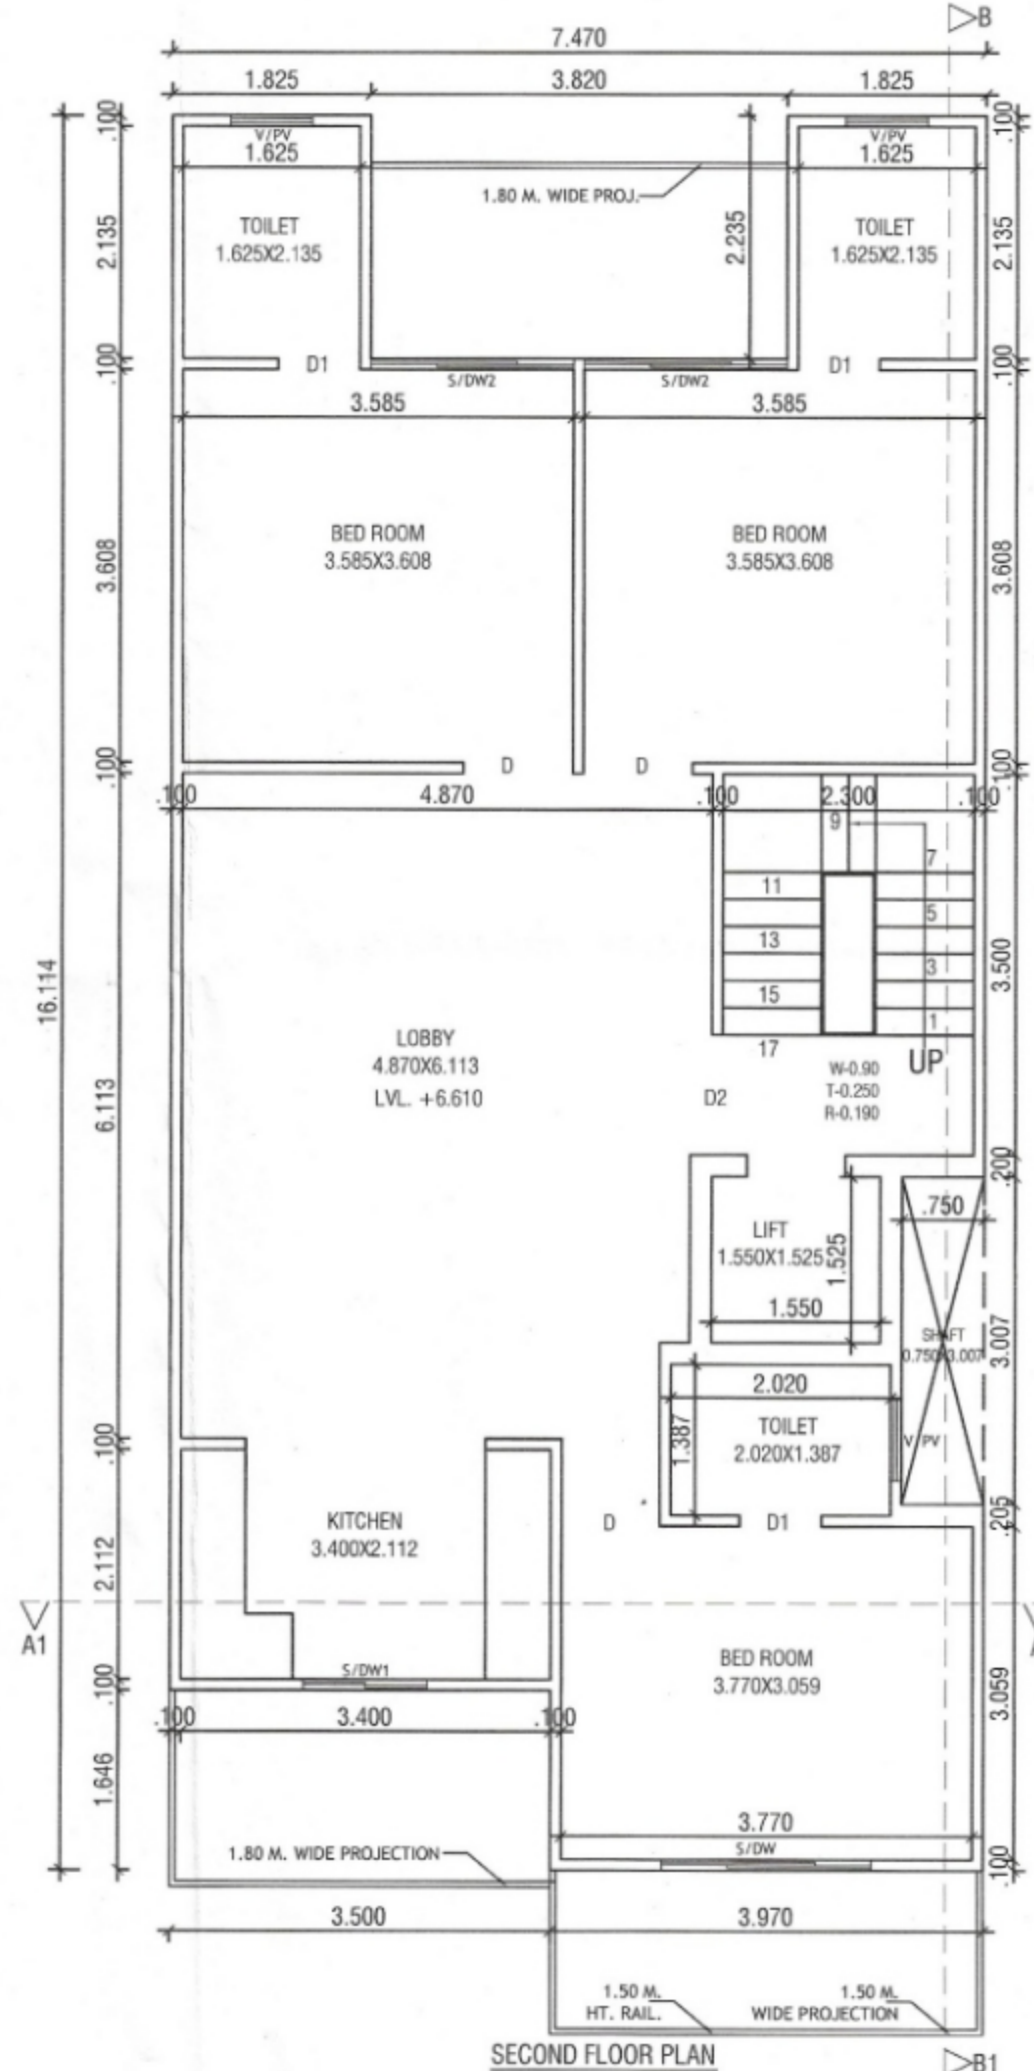 B
7.470
1.825
3.820
1.825
.100
V/PV
1.625
V/PV
1.625
.100
1.80 M. WIDE PROJ.
TOILET
1.625X2.135
2.135
2.235
TOILET
1.625X2.135
2.135
.100
D1
S/DW2
S/DW2
D1
.100
3.585
3.585
BED ROOM
3.585X3.608
3.608
BED ROOM
3.585X3.608
3.608
.100
D
D
.100
.100
4.870
.100
2.300
.100
9
7
11
5
13
3
15
1
17
UP
3.500
16.114
LOBBY
4.870X6.113
LVL. +6.610
6.113
W-0.90
T-0.250
R-0.190
D2
.200
.750
LIFT
1.550X1.525
1.525
1.550
SHAFT
0.750X3.007
3.007
2.020
TOILET
2.020X1.387
1.387
V/PV
.100
D
D1
.205
KITCHEN
3.400X2.112
2.112
A1
S/DW1
.100
BED ROOM
3.770X3.059
3.059
.100
3.400
.100
1.646
1.80 M. WIDE PROJECTION
3.770
S/DW
.100
3.500
3.970
1.50 M.
HT. RAIL.
1.50 M.
WIDE PROJECTION
SECOND FLOOR PLAN
B1